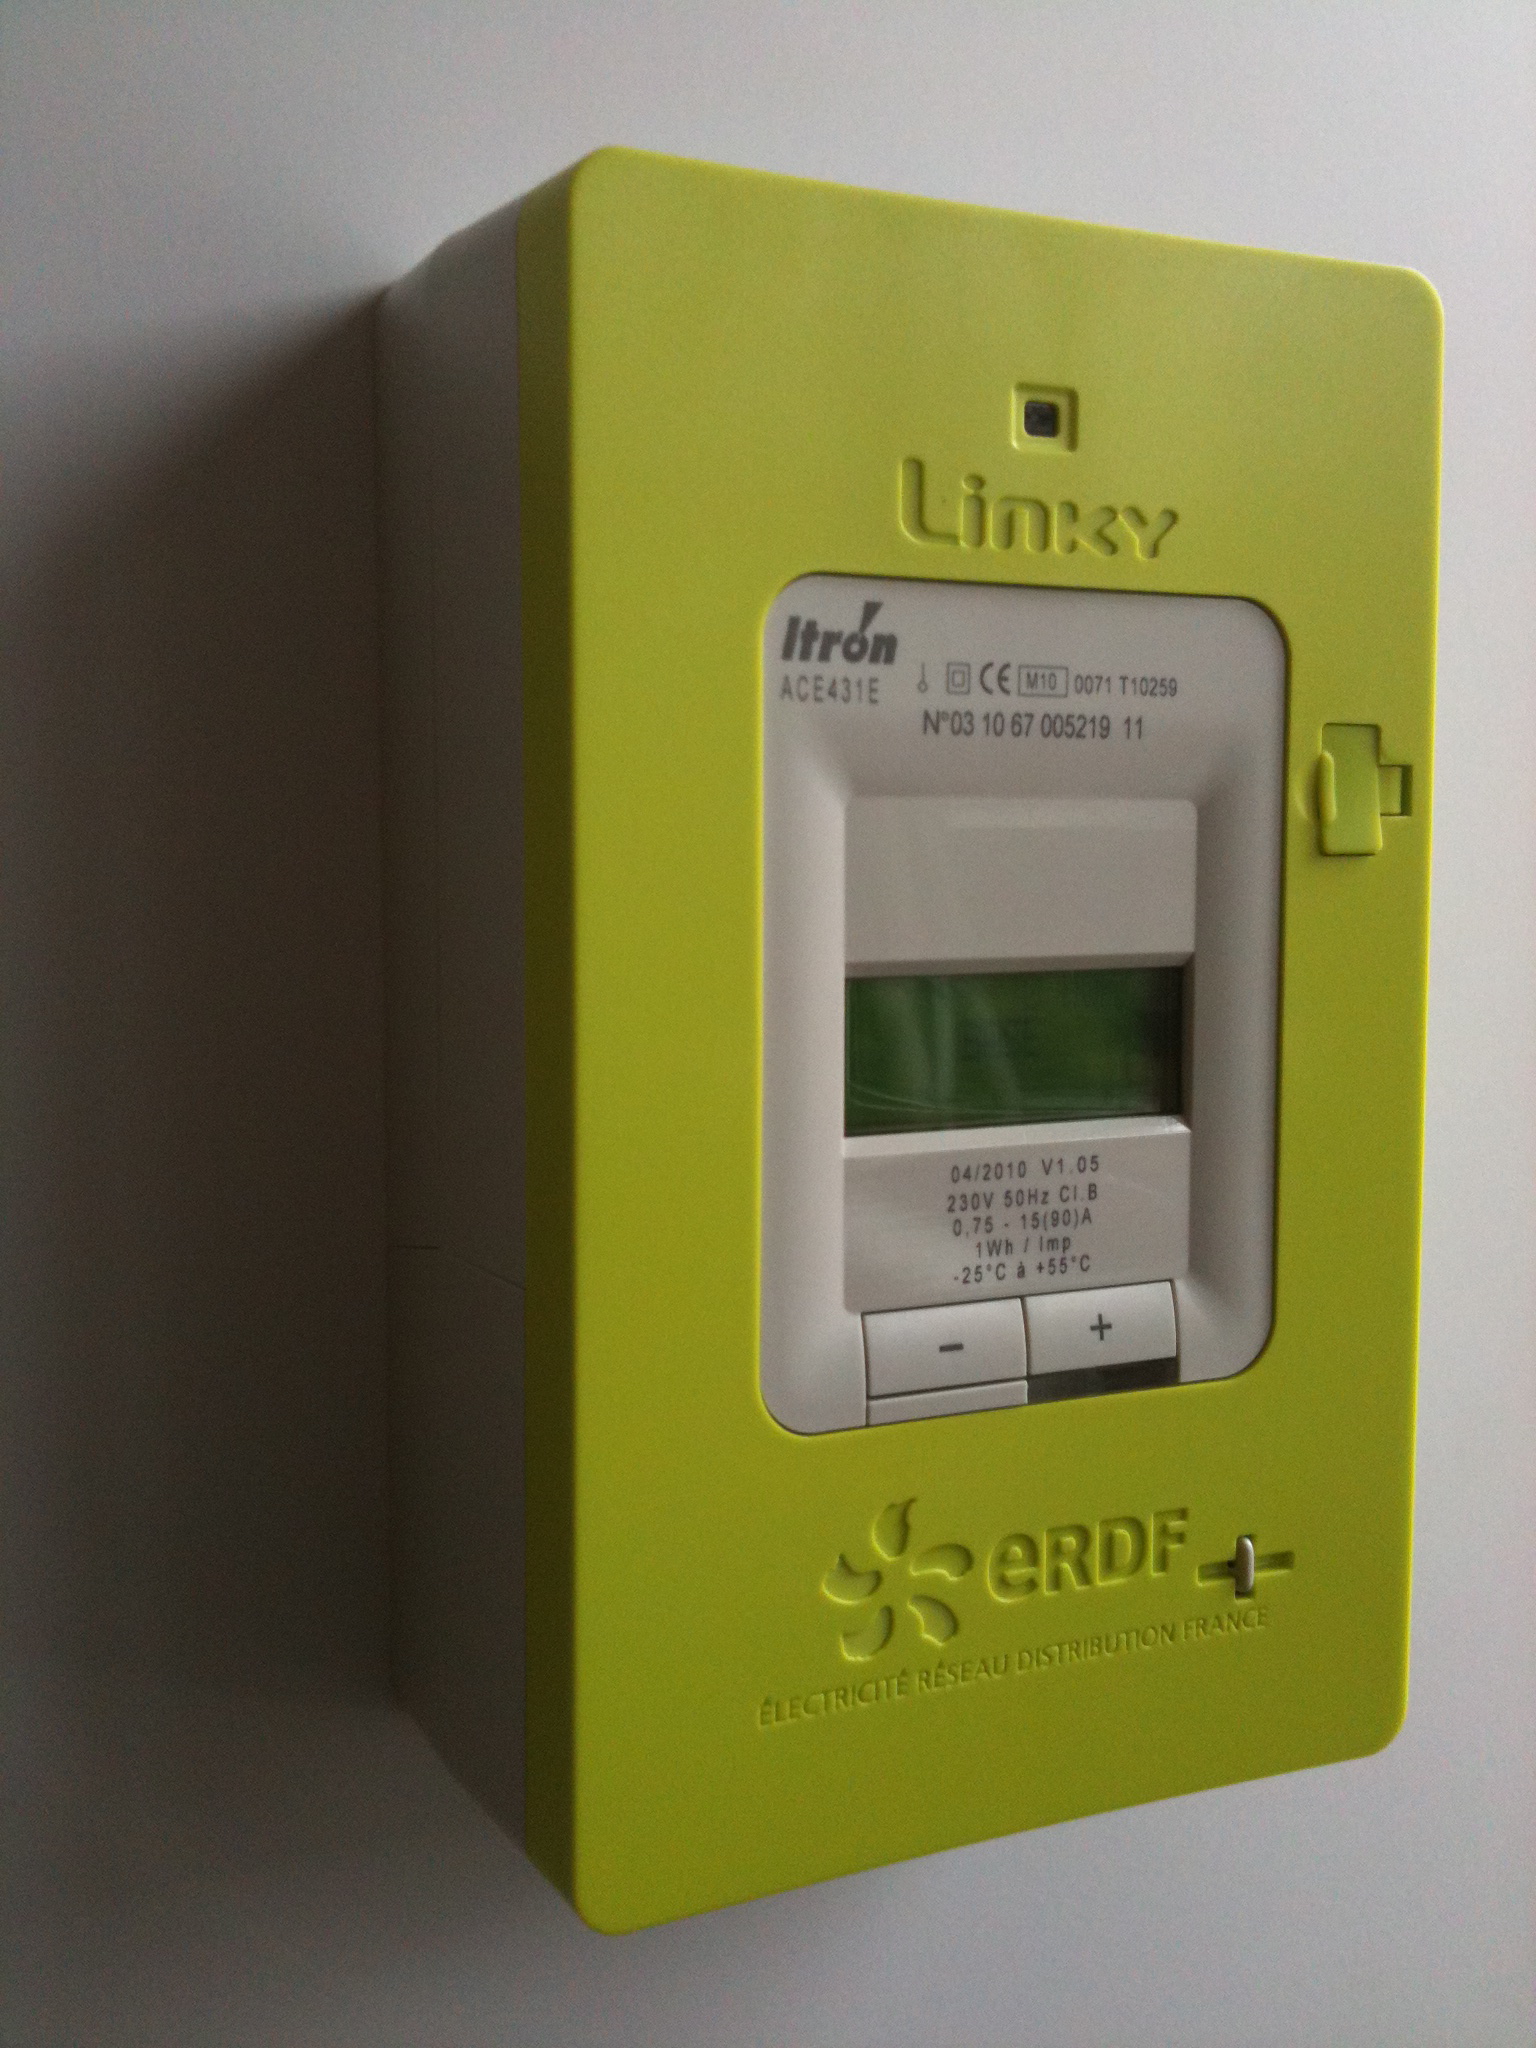 Linky
Itron
ACE431E
CE M10 0071 T10259
N°03 10 67 005219 11
04/2010 V1.05
230V 50Hz Cl.B
0,75 - 15(90)A
1Wh / Imp
-25°C à +55°C
- +
eRDF
ÉLECTRICITÉ RÉSEAU DISTRIBUTION FRANCE